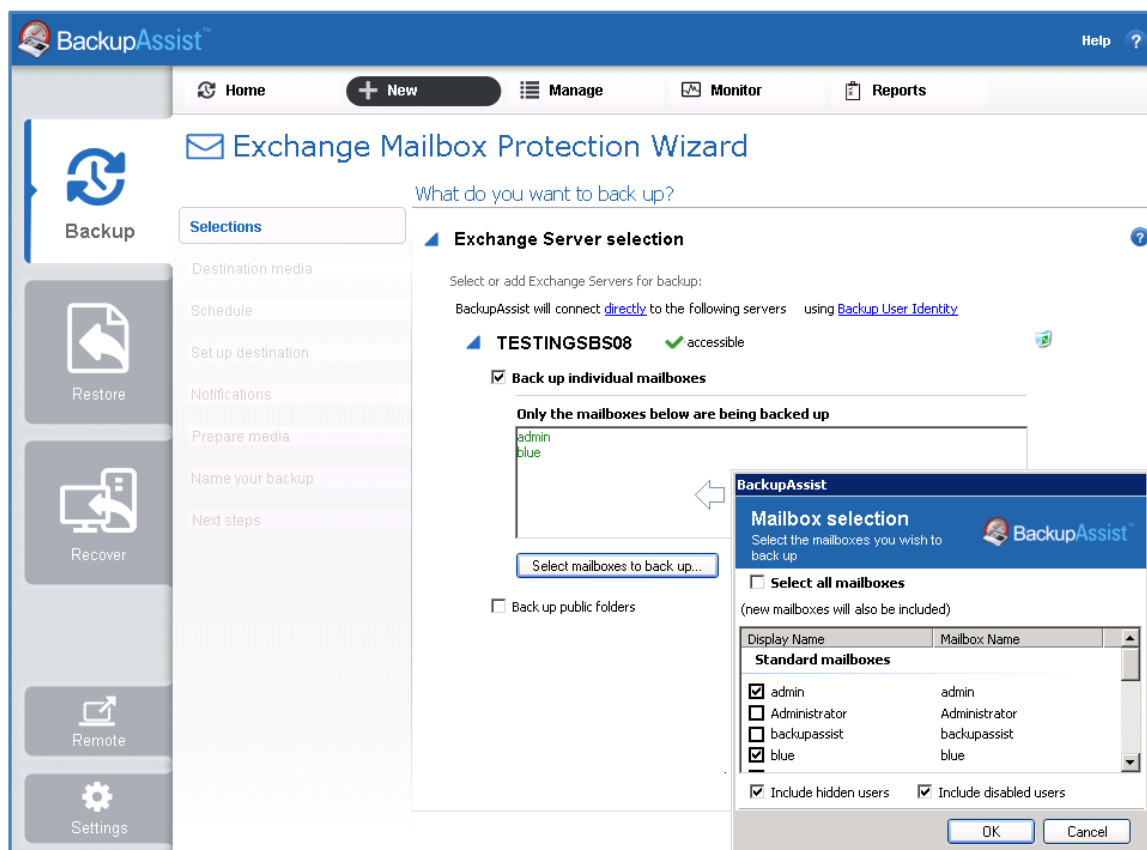 BackupAssist™
Help ?
Home New Manage Monitor Reports
Exchange Mailbox Protection Wizard
What do you want to back up?
Backup
Restore
Recover
Remote
Settings
Selections
Destination media
Schedule
Set up destination
Notifications
Prepare media
Name your backup
Next steps
Exchange Server selection ?
Select or add Exchange Servers for backup:
BackupAssist will connect directly to the following servers using Backup User Identity
TESTINGSBS08 accessible
Back up individual mailboxes
Only the mailboxes below are being backed up
admin
blue
Select mailboxes to back up...
Back up public folders
BackupAssist
Mailbox selection
Select the mailboxes you wish to
back up
BackupAssist™
Select all mailboxes
(new mailboxes will also be included)
Display Name Mailbox Name
Standard mailboxes
admin admin
Administrator Administrator
backupassist backupassist
blue blue
Include hidden users Include disabled users
OK Cancel